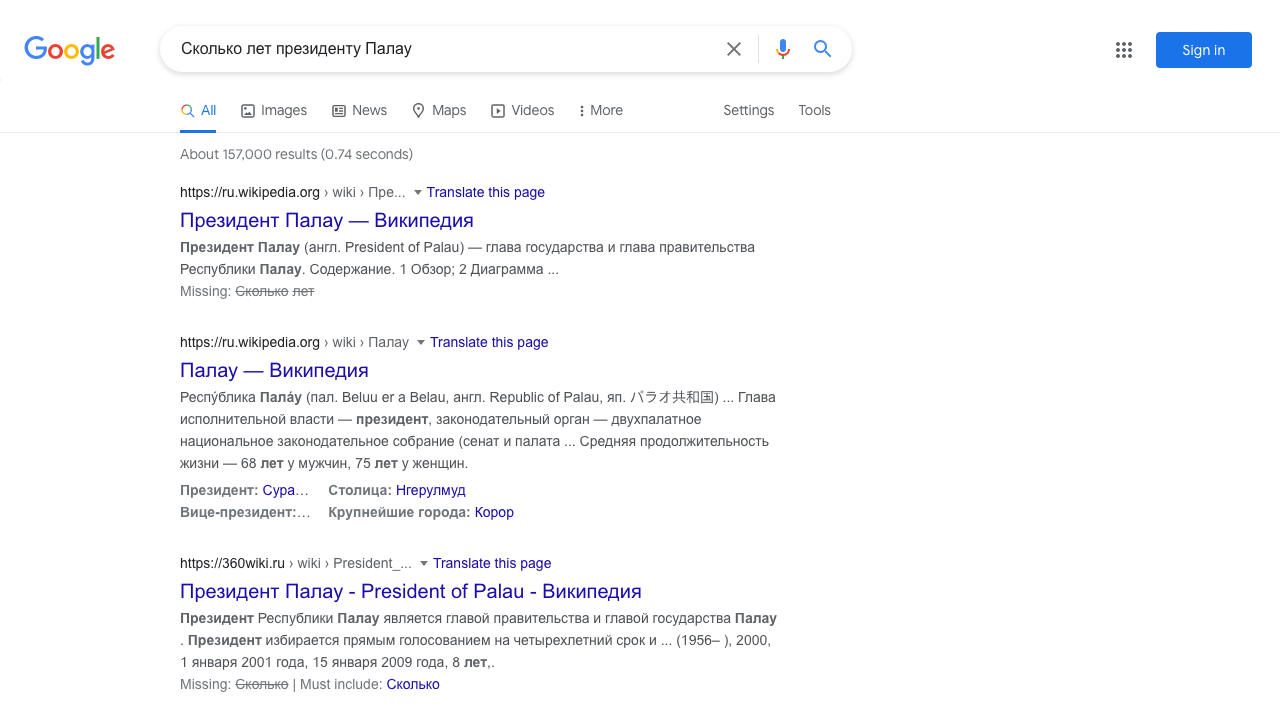 Google
Сколько лет президенту Палау
Sign in
All
Images
News
Maps
Videos
More
Settings
Tools
About 157,000 results (0.74 seconds)
https://ru.wikipedia.org › wiki › Пре... Translate this page
Президент Палау — Википедия
Президент Палау (англ. President of Palau) — глава государства и глава правительства
Республики Палау. Содержание. 1 Обзор; 2 Диаграмма ...
Missing: Сколько лет
https://ru.wikipedia.org › wiki › Палау Translate this page
Палау — Википедия
Респу́блика Пала́у (пал. Beluu er a Belau, англ. Republic of Palau, яп. パラオ共和国) ... Глава
исполнительной власти — президент, законодательный орган — двухпалатное
национальное законодательное собрание (сенат и палата ... Средняя продолжительность
жизни — 68 лет у мужчин, 75 лет у женщин.
Президент: Сура… Столица: Нгерулмуд
Вице-президент:… Крупнейшие города: Корор
https://360wiki.ru › wiki › President_... Translate this page
Президент Палау - President of Palau - Википедия
Президент Республики Палау является главой правительства и главой государства Палау
. Президент избирается прямым голосованием на четырехлетний срок и ... (1956– ), 2000,
1 января 2001 года, 15 января 2009 года, 8 лет,.
Missing: Сколько | Must include: Сколько